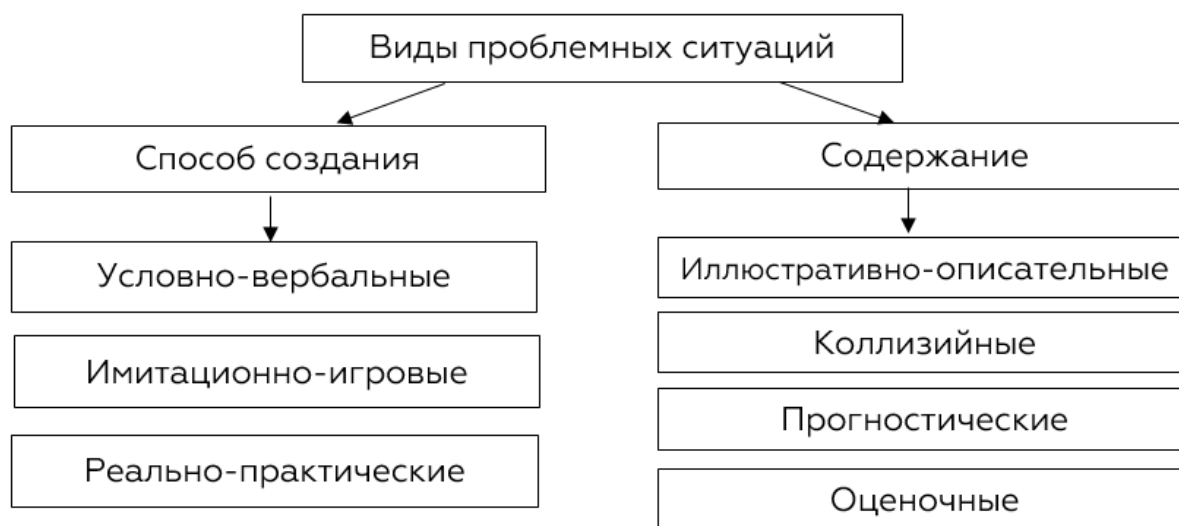 Виды проблемных ситуаций
Способ создания
Условно-вербальные
Имитационно-игровые
Реально-практические
Содержание
Иллюстративно-описательные
Коллизийные
Прогностические
Оценочные